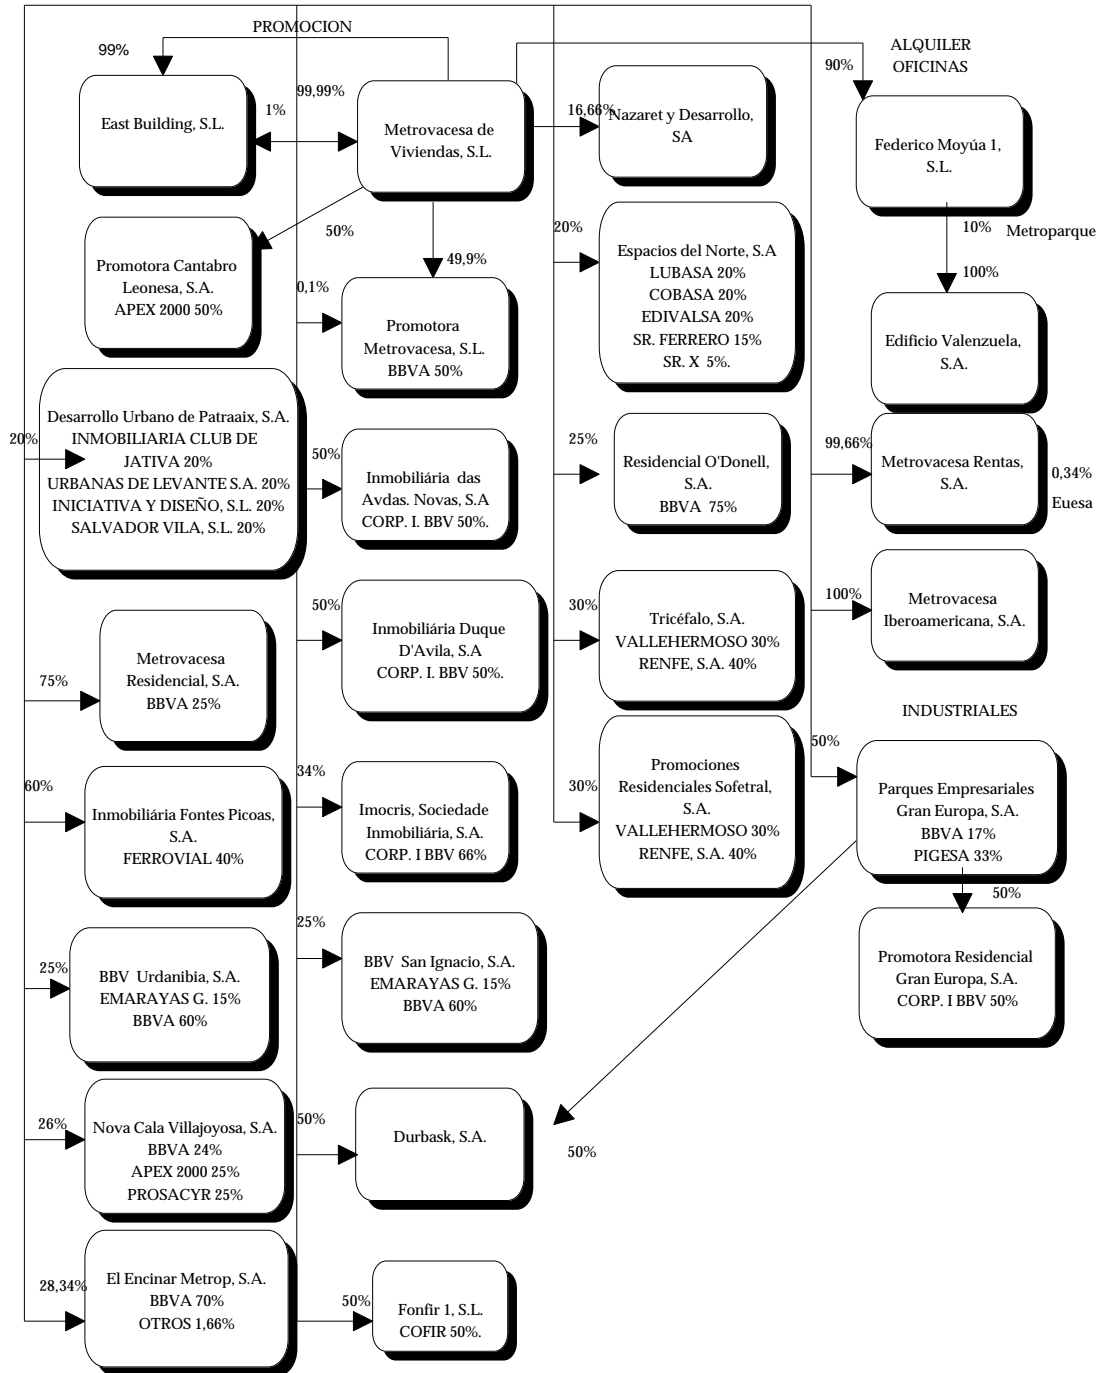 PROMOCION
ALQUILER
OFICINAS
99%
East Building, S.L.
1%
99,99%
Metrovacesa de
Viviendas, S.L.
16,66%
Nazaret y Desarrollo,
SA
90%
Federico Moyúa 1,
S.L.
10% Metroparque
50%
Promotora Cantabro
Leonesa, S.A.
APEX 2000 50%
49,9%
0,1%
Promotora
Metrovacesa, S.L.
BBVA 50%
20%
Espacios del Norte, S.A
LUBASA 20%
COBASA 20%
EDIVALSA 20%
SR. FERRERO 15%
SR. X 5%.
100%
Edificio Valenzuela,
S.A.
20%
Desarrollo Urbano de Patraaix, S.A.
INMOBILIARIA CLUB DE
JATIVA 20%
URBANAS DE LEVANTE S.A. 20%
INICIATIVA Y DISEÑO, S.L. 20%
SALVADOR VILA, S.L. 20%
50%
Inmobiliária das
Avdas. Novas, S.A
CORP. I. BBV 50%.
25%
Residencial O'Donell,
S.A.
BBVA 75%
99,66%
Metrovacesa Rentas,
S.A.
0,34%
Euesa
50%
Inmobiliária Duque
D'Avila, S.A
CORP. I. BBV 50%.
30%
Tricéfalo, S.A.
VALLEHERMOSO 30%
RENFE, S.A. 40%
100%
Metrovacesa
Iberoamericana, S.A.
75%
Metrovacesa
Residencial, S.A.
BBVA 25%
INDUSTRIALES
60%
Inmobiliária Fontes Picoas,
S.A.
FERROVIAL 40%
34%
Imocris, Sociedade
Inmobiliária, S.A.
CORP. I BBV 66%
30%
Promociones
Residenciales Sofetral,
S.A.
VALLEHERMOSO 30%
RENFE, S.A. 40%
50%
Parques Empresariales
Gran Europa, S.A.
BBVA 17%
PIGESA 33%
50%
25%
BBV Urdanibia, S.A.
EMARAYAS G. 15%
BBVA 60%
25%
BBV San Ignacio, S.A.
EMARAYAS G. 15%
BBVA 60%
Promotora Residencial
Gran Europa, S.A.
CORP. I BBV 50%
26%
Nova Cala Villajoyosa, S.A.
BBVA 24%
APEX 2000 25%
PROSACYR 25%
50%
Durbask, S.A.
50%
28,34%
El Encinar Metrop, S.A.
BBVA 70%
OTROS 1,66%
50%
Fonfir 1, S.L.
COFIR 50%.